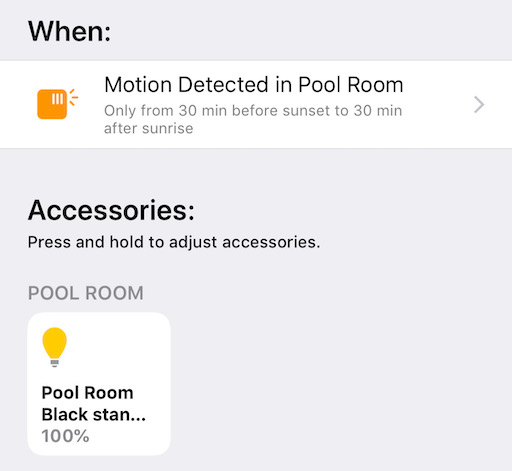 When:
Motion Detected in Pool Room
Only from 30 min before sunset to 30 min
after sunrise
Accessories:
Press and hold to adjust accessories.
POOL ROOM
Pool Room
Black stan...
100%